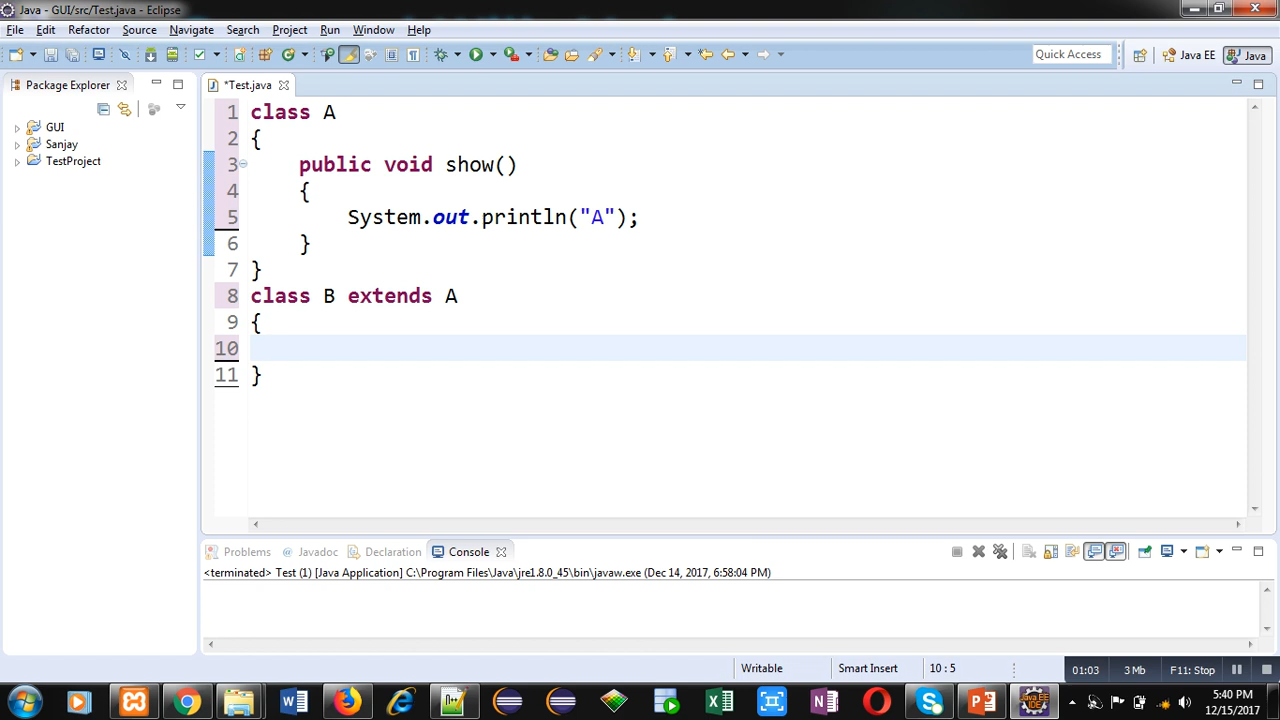 Java - GUI/src/Test.java - Eclipse
File Edit Refactor Source Navigate Search Project Run Window Help
Quick Access
Java EE
Java
Package Explorer
*Test.java
GUI
Sanjay
TestProject
1 class A
2 {
3 public void show()
4 {
5 System.out.println("A");
6 }
7 }
8 class B extends A
9 {
10
11 }
Problems @ Javadoc Declaration Console
<terminated> Test (1) [Java Application] C:\Program Files\Java\jre1.8.0_45\bin\javaw.exe (Dec 14, 2017, 6:58:04 PM)
Writable Smart Insert 10 : 5
01:03 3 Mb F11: Stop
5:40 PM
12/15/2017